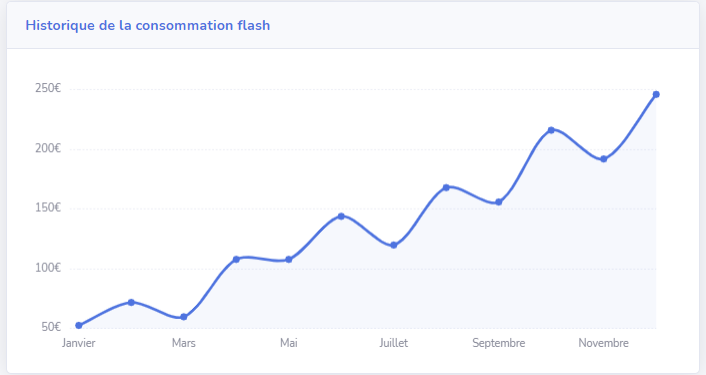 Historique de la consommation flash
250€
200€
150€
100€
50€
Janvier Mars Mai Juillet Septembre Novembre